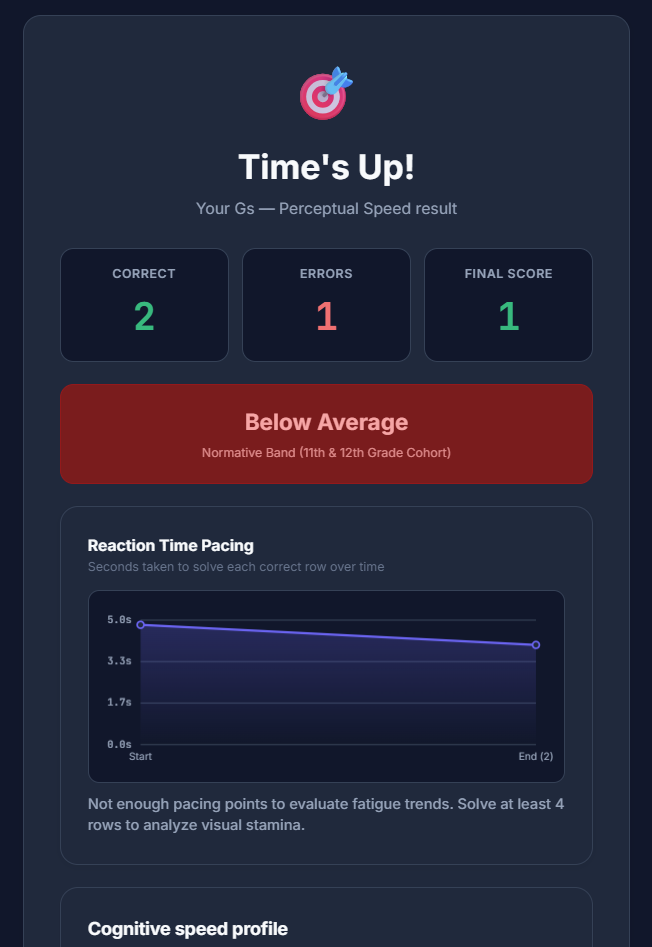 Time's Up!
Your Gs — Perceptual Speed result
CORRECT
2
ERRORS
1
FINAL SCORE
1
Below Average
Normative Band (11th & 12th Grade Cohort)
Reaction Time Pacing
Seconds taken to solve each correct row over time
5.0s
3.3s
1.7s
0.0s
Start
End (2)
Not enough pacing points to evaluate fatigue trends. Solve at least 4
rows to analyze visual stamina.
Cognitive speed profile